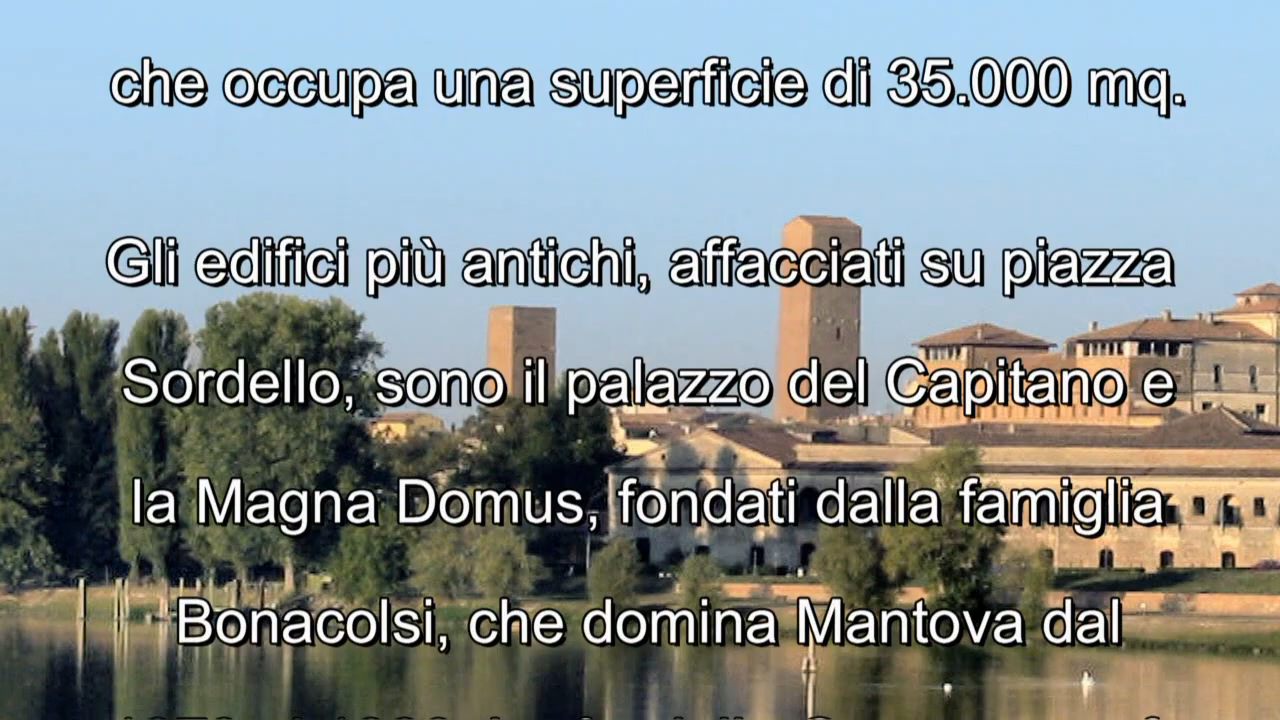 che occupa una superficie di 35.000 mq.
Gli edifici più antichi, affacciati su piazza
Sordello, sono il palazzo del Capitano e
la Magna Domus, fondati dalla famiglia
Bonacolsi, che domina Mantova dal